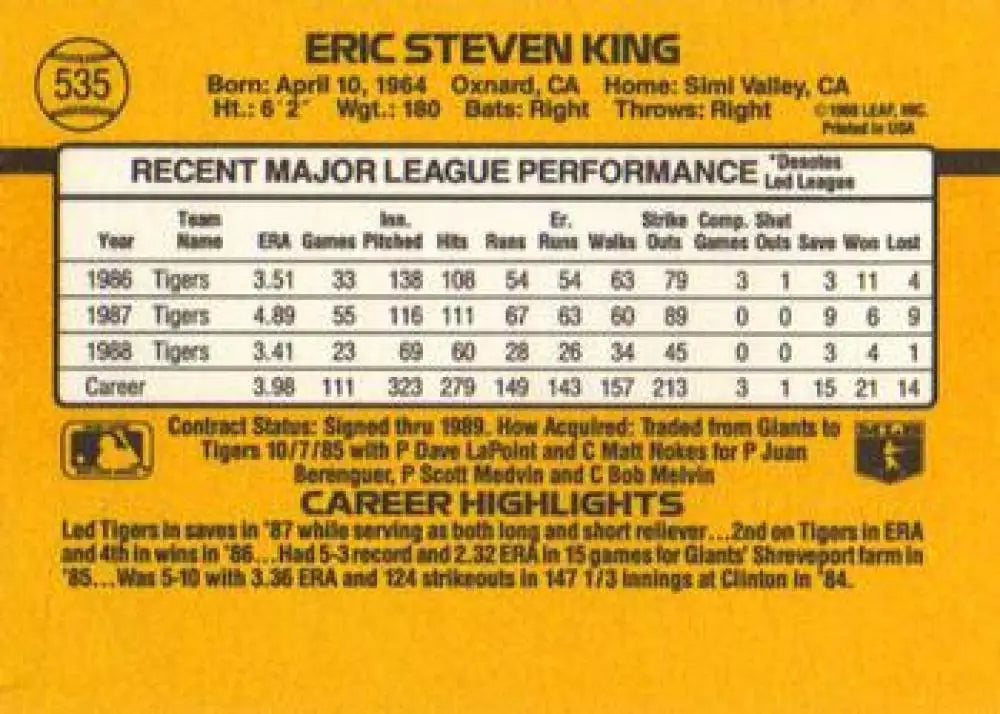 535
ERIC STEVEN KING
Born: April 10, 1964 Oxnard, CA Home: Simi Valley, CA
Ht.: 6'2" Wgt.: 180 Bats: Right Throws: Right
© 1988 LEAF, INC.
Printed in USA
RECENT MAJOR LEAGUE PERFORMANCE *Denotes Led League
Year Team Name ERA Games Inn. Pitched Hits Runs Er. Runs Walks Strike Outs Comp. Games Shut Outs Save Won Lost
1986 Tigers 3.51 33 138 108 54 54 63 79 3 1 3 11 4
1987 Tigers 4.89 55 116 111 67 63 60 89 0 0 9 6 9
1988 Tigers 3.41 23 69 60 28 26 34 45 0 0 3 4 1
Career 3.98 111 323 279 149 143 157 213 3 1 15 21 14
Contract Status: Signed thru 1989. How Acquired: Traded from Giants to
Tigers 10/7/85 with P Dave LaPoint and C Matt Nokes for P Juan
Berenguer, P Scott Medvin and C Bob Melvin
CAREER HIGHLIGHTS
Led Tigers in saves in '87 while serving as both long and short reliever...2nd on Tigers in ERA
and 4th in wins in '86...Had 5-3 record and 2.32 ERA in 15 games for Giants' Shreveport farm in
'85...Was 5-10 with 3.36 ERA and 124 strikeouts in 147 1/3 innings at Clinton in '84.